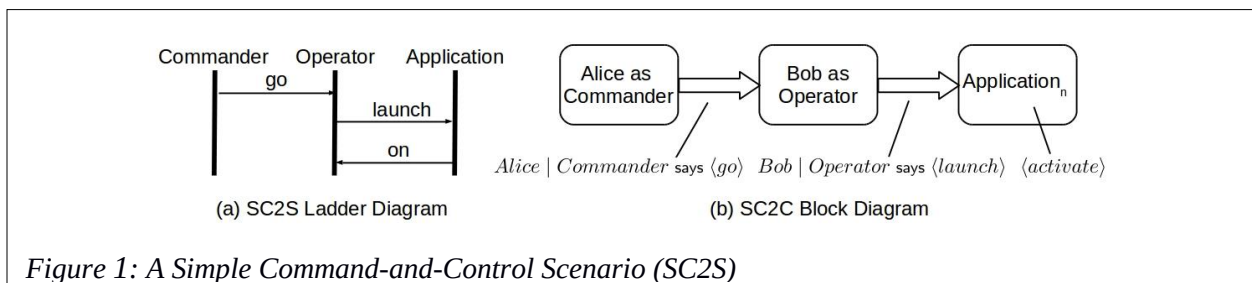 Commander Operator Application
go
launch
on
(a) SC2S Ladder Diagram
Alice as
Commander
Bob as
Operator
Application n
Alice | Commander says ⟨go⟩ Bob | Operator says ⟨launch⟩ ⟨activate⟩
(b) SC2C Block Diagram
Figure 1: A Simple Command-and-Control Scenario (SC2S)